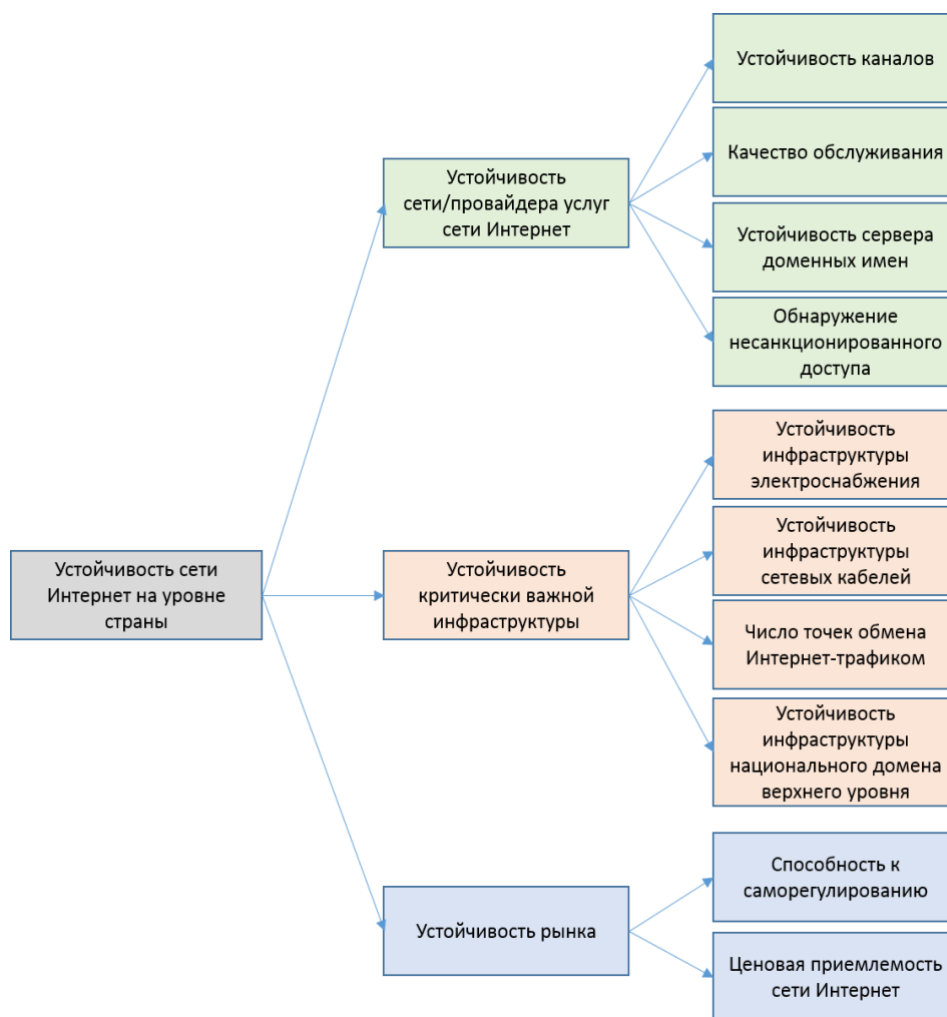 Устойчивость каналов
Качество обслуживания
Устойчивость
сети/провайдера услуг
сети Интернет
Устойчивость сервера
доменных имен
Обнаружение
несанкционированного
доступа
Устойчивость
инфраструктуры
электроснабжения
Устойчивость сети
Интернет на уровне
страны
Устойчивость
критически важной
инфраструктуры
Устойчивость
инфраструктуры
сетевых кабелей
Число точек обмена
Интернет-трафиком
Устойчивость
инфраструктуры
национального домена
верхнего уровня
Способность к
саморегулированию
Устойчивость рынка
Ценовая приемлемость
сети Интернет